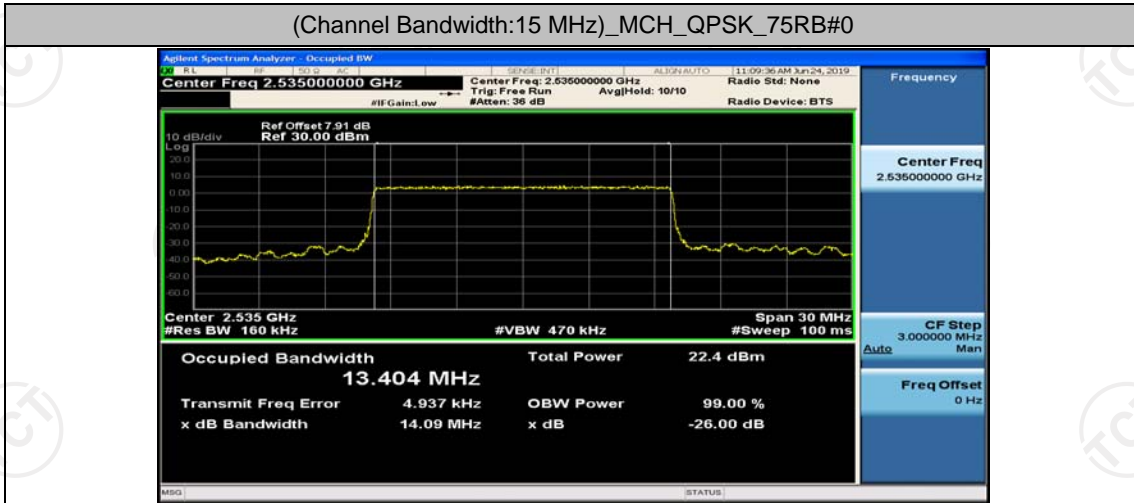 (Channel Bandwidth:15 MHz)_MCH_QPSK_75RB#0
Agilent Spectrum Analyzer - Occupied BW
RL RF 50 Ω AC SENSE:INT ALIGN AUTO 11:09:36 AM Jun 24, 2019
Center Freq 2.535000000 GHz
Center Freq: 2.535000000 GHz
Radio Std: None
Trig: Free Run Avg|Hold: 10/10
#IFGain:Low #Atten: 36 dB Radio Device: BTS
Ref Offset 7.91 dB
10 dB/div Ref 30.00 dBm
Log
20.0
10.0
0.00
-10.0
-20.0
-30.0
-40.0
-50.0
-60.0
Center 2.535 GHz Span 30 MHz
#Res BW 160 kHz #VBW 470 kHz #Sweep 100 ms
Occupied Bandwidth Total Power 22.4 dBm
13.404 MHz
Transmit Freq Error 4.937 kHz OBW Power 99.00 %
x dB Bandwidth 14.09 MHz x dB -26.00 dB
MSG STATUS
Frequency
Center Freq
2.535000000 GHz
CF Step
3.000000 MHz
Auto Man
Freq Offset
0 Hz
TCT